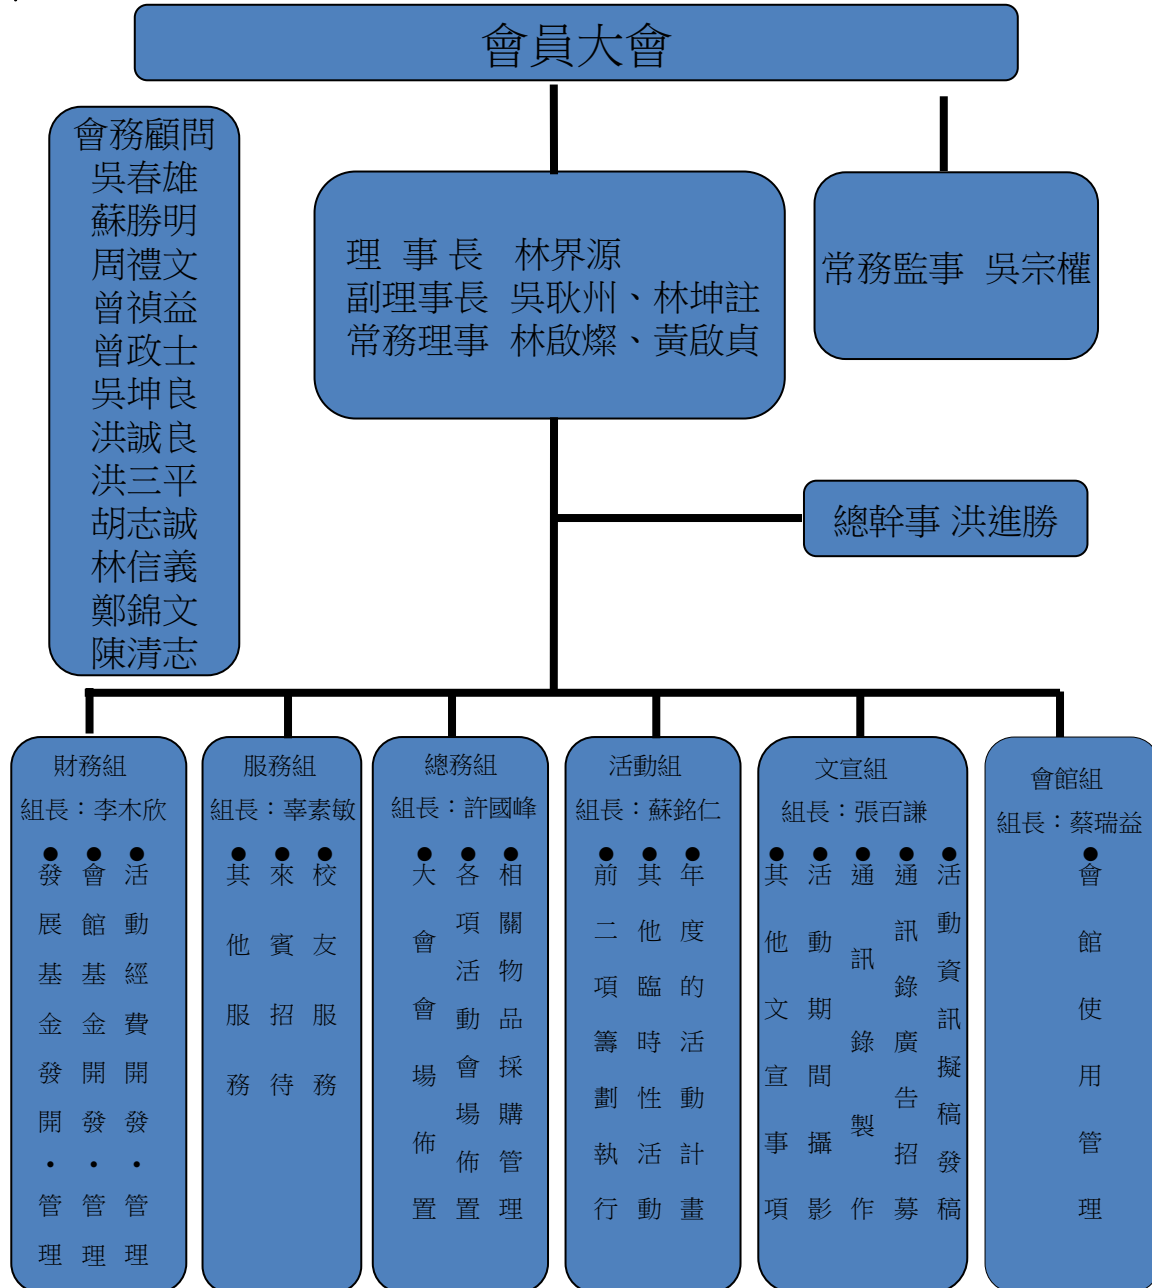 會員大會
會務顧問
吳春雄
蘇勝明
周禮文
曾禎益
曾政士
吳坤良
洪誠良
洪三平
胡志誠
林信義
鄭錦文
陳清志
理 事 長 林界源
副理事長 吳耿州、林坤註
常務理事 林啟燦、黃啟貞
常務監事 吳宗權
總幹事 洪進勝
財務組
組長：李木欣
● 活動經費開發・管理
● 會館基金開發・管理
● 發展基金發開・管理
服務組
組長：辜素敏
● 校友服務
● 來賓招待
● 其他服務
總務組
組長：許國峰
● 相關物品採購管理
● 各項活動會場佈置
● 大會會場佈置
活動組
組長：蘇銘仁
● 年度的活動計畫
● 其他臨時性活動
● 前二項籌劃執行
文宣組
組長：張百謙
● 活動資訊擬稿發稿
● 通訊錄廣告招募
● 通訊錄製作
● 活動期間攝影
● 其他文宣事項
會館組
組長：蔡瑞益
● 會館使用管理